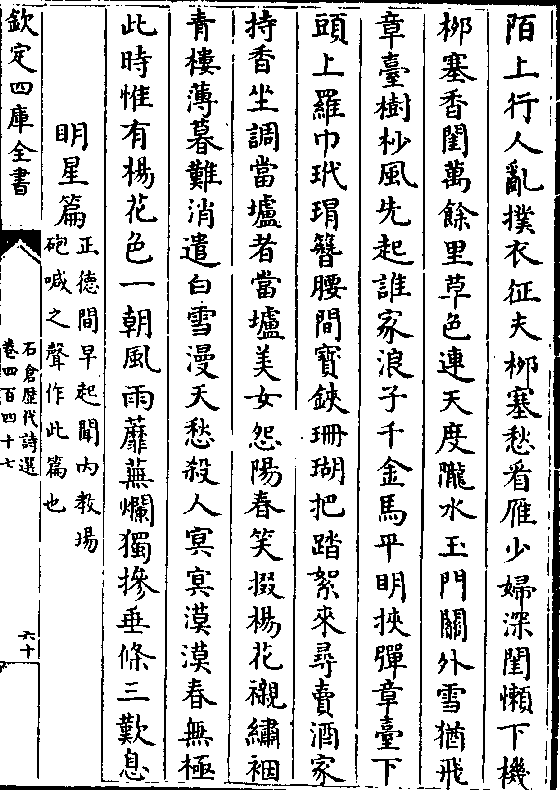 陌上行人亂撲衣征夫柳塞愁看雁少婦深閨懶下機
柳塞香閨萬餘里草色連天度隴水玉門關外雪猶飛
章臺樹杪風先起誰家浪子千金馬平明挾彈章臺下
頭上羅巾玳瑁簪腰間寶鋏珊瑚把踏絮來尋賣酒家
持香坐調當壚者當壚美女怨陽春笑掇楊花襯繡裀
青樓薄暮難消遣白雪漫天愁殺人冥冥漠漠春無極
此時惟有楊花色一朝風雨蘼蕪爛獨摻垂條三歎息
明星篇
正德間早起聞内教場
砲喊之聲作此篇也
欽定四庫全書
石倉歴代詩選
卷四百四十七
六十